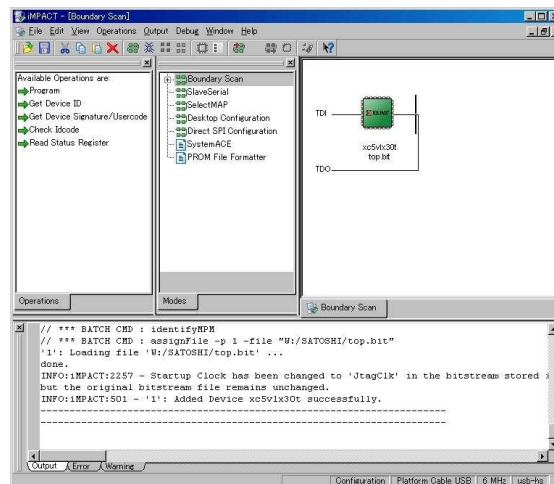 iMPACT - [Boundary Scan]
File Edit View Operations Output Debug Window Help
Available Operations are:
Program
Get Device ID
Get Device Signature/Usercode
Check Idcode
Read Status Register
Operations
Boundary Scan
SlaveSerial
SelectMAP
Desktop Configuration
Direct SPI Configuration
SystemACE
PROM File Formatter
Modes
TDI
XILINX
xc5vlx30t
top.bit
TDO
Boundary Scan
// *** BATCH CMD : identifyMPM
// *** BATCH CMD : assignFile -p 1 -file "W:/SATOSHI/top.bit"
'1': Loading file 'W:/SATOSHI/top.bit' ...
done.
INFO:iMPACT:2257 - Startup Clock has been changed to 'JtagClk' in the bitstream stored
but the original bitstream file remains unchanged.
INFO:iMPACT:501 - '1': Added Device xc5vlx30t successfully.
----------------------------------------------------------------------
----------------------------------------------------------------------
Output Error Warning
Configuration Platform Cable USB 6 MHz usb-hs